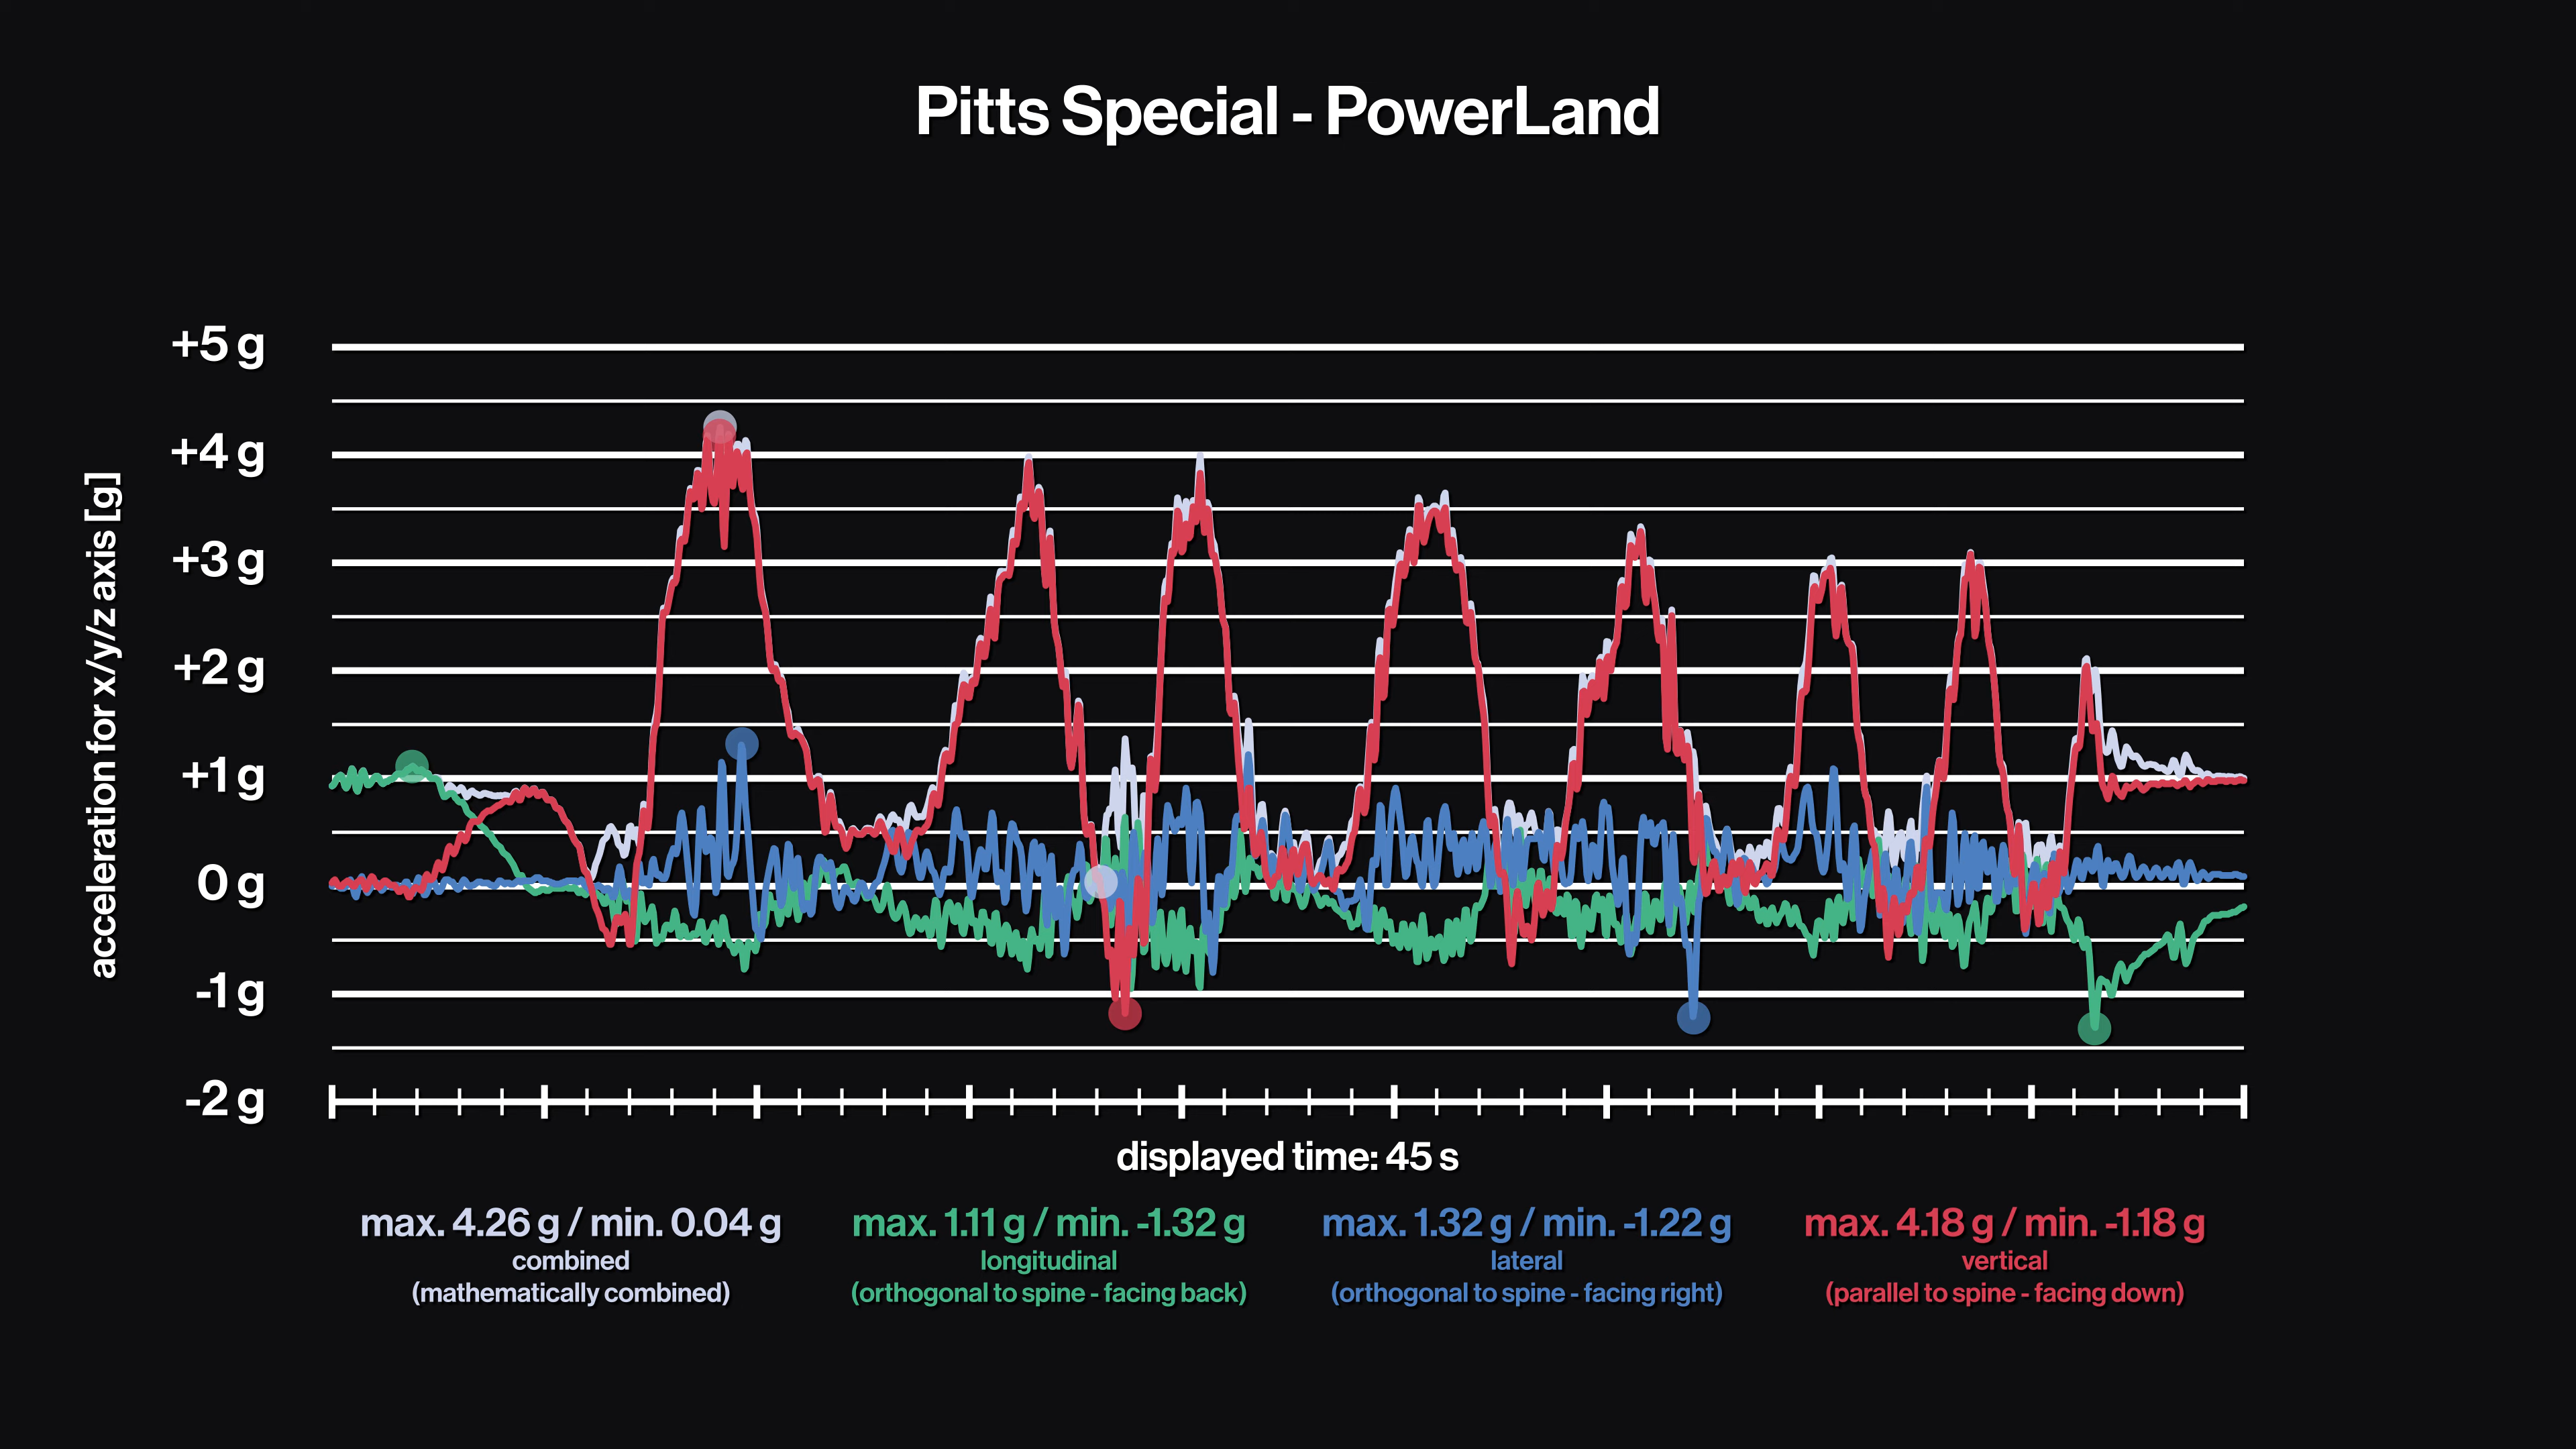 Pitts Special - PowerLand
acceleration for x/y/z axis [g]
+5 g
+4 g
+3 g
+2 g
+1 g
0 g
-1 g
-2 g
displayed time: 45 s
max. 4.26 g / min. 0.04 g
combined
(mathematically combined)
max. 1.11 g / min. -1.32 g
longitudinal
(orthogonal to spine - facing back)
max. 1.32 g / min. -1.22 g
lateral
(orthogonal to spine - facing right)
max. 4.18 g / min. -1.18 g
vertical
(parallel to spine - facing down)